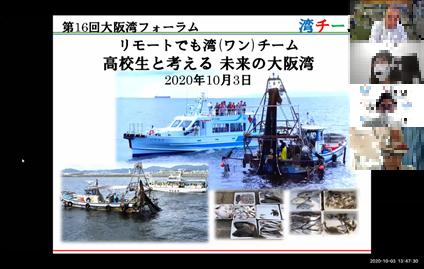 第16回大阪湾フォーラム
湾チー
リモートでも湾(ワン)チーム
高校生と考える 未来の大阪湾
2020年10月3日
2020-10-03 13:47:30